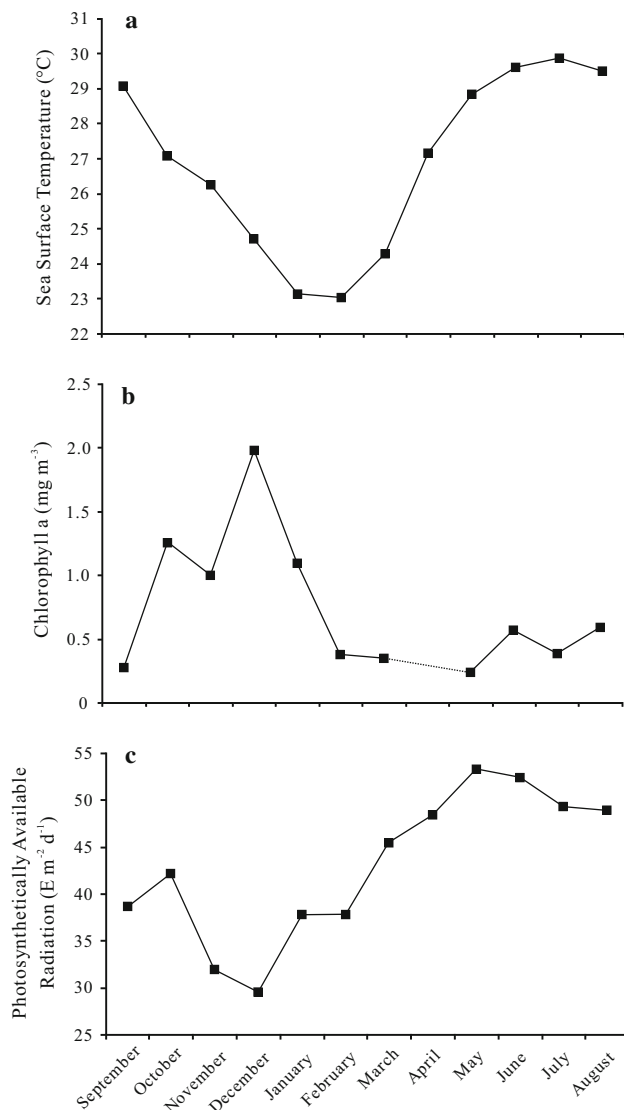 a
Sea Surface Temperature (°C)
31
30
29
28
27
26
25
24
23
22
b
Chlorophyll a (mg m⁻³)
2.5
2.0
1.5
1.0
0.5
0
c
Photosynthetically Available
Radiation (E m⁻² d⁻¹)
55
50
45
40
35
30
25
September
October
November
December
January
February
March
April
May
June
July
August